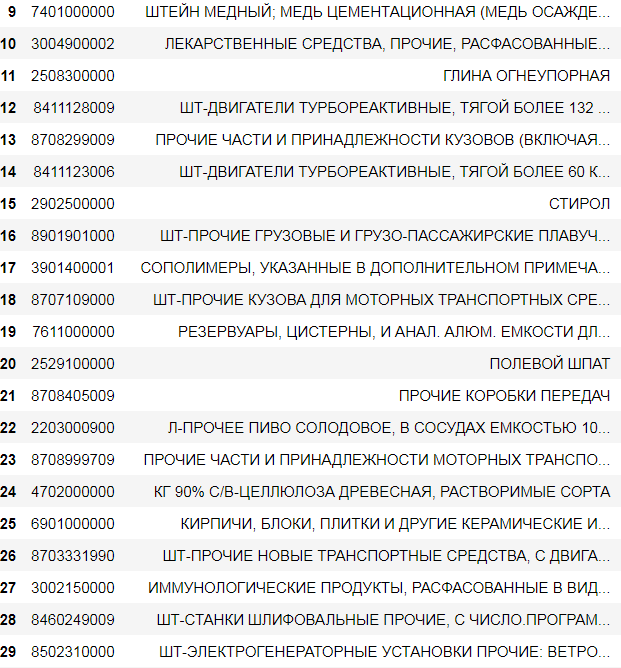 9 7401000000 ШТЕЙН МЕДНЫЙ; МЕДЬ ЦЕМЕНТАЦИОННАЯ (МЕДЬ ОСАЖДЕ...
10 3004900002 ЛЕКАРСТВЕННЫЕ СРЕДСТВА, ПРОЧИЕ, РАСФАСОВАННЫЕ...
11 2508300000 ГЛИНА ОГНЕУПОРНАЯ
12 8411128009 ШТ-ДВИГАТЕЛИ ТУРБОРЕАКТИВНЫЕ, ТЯГОЙ БОЛЕЕ 132 ...
13 8708299009 ПРОЧИЕ ЧАСТИ И ПРИНАДЛЕЖНОСТИ КУЗОВОВ (ВКЛЮЧАЯ...
14 8411123006 ШТ-ДВИГАТЕЛИ ТУРБОРЕАКТИВНЫЕ, ТЯГОЙ БОЛЕЕ 60 К...
15 2902500000 СТИРОЛ
16 8901901000 ШТ-ПРОЧИЕ ГРУЗОВЫЕ И ГРУЗО-ПАССАЖИРСКИЕ ПЛАВУЧ...
17 3901400001 СОПОЛИМЕРЫ, УКАЗАННЫЕ В ДОПОЛНИТЕЛЬНОМ ПРИМЕЧА...
18 8707109000 ШТ-ПРОЧИЕ КУЗОВА ДЛЯ МОТОРНЫХ ТРАНСПОРТНЫХ СРЕ...
19 7611000000 РЕЗЕРВУАРЫ, ЦИСТЕРНЫ, И АНАЛ. АЛЮМ. ЕМКОСТИ ДЛ...
20 2529100000 ПОЛЕВОЙ ШПАТ
21 8708405009 ПРОЧИЕ КОРОБКИ ПЕРЕДАЧ
22 2203000900 Л-ПРОЧЕЕ ПИВО СОЛОДОВОЕ, В СОСУДАХ ЕМКОСТЬЮ 10...
23 8708999709 ПРОЧИЕ ЧАСТИ И ПРИНАДЛЕЖНОСТИ МОТОРНЫХ ТРАНСПО...
24 4702000000 КГ 90% С/В-ЦЕЛЛЮЛОЗА ДРЕВЕСНАЯ, РАСТВОРИМЫЕ СОРТА
25 6901000000 КИРПИЧИ, БЛОКИ, ПЛИТКИ И ДРУГИЕ КЕРАМИЧЕСКИЕ И...
26 8703331990 ШТ-ПРОЧИЕ НОВЫЕ ТРАНСПОРТНЫЕ СРЕДСТВА, С ДВИГА...
27 3002150000 ИММУНОЛОГИЧЕСКИЕ ПРОДУКТЫ, РАСФАСОВАННЫЕ В ВИД...
28 8460249009 ШТ-СТАНКИ ШЛИФОВАЛЬНЫЕ ПРОЧИЕ, С ЧИСЛО.ПРОГРАМ...
29 8502310000 ШТ-ЭЛЕКТРОГЕНЕРАТОРНЫЕ УСТАНОВКИ ПРОЧИЕ: ВЕТРО...